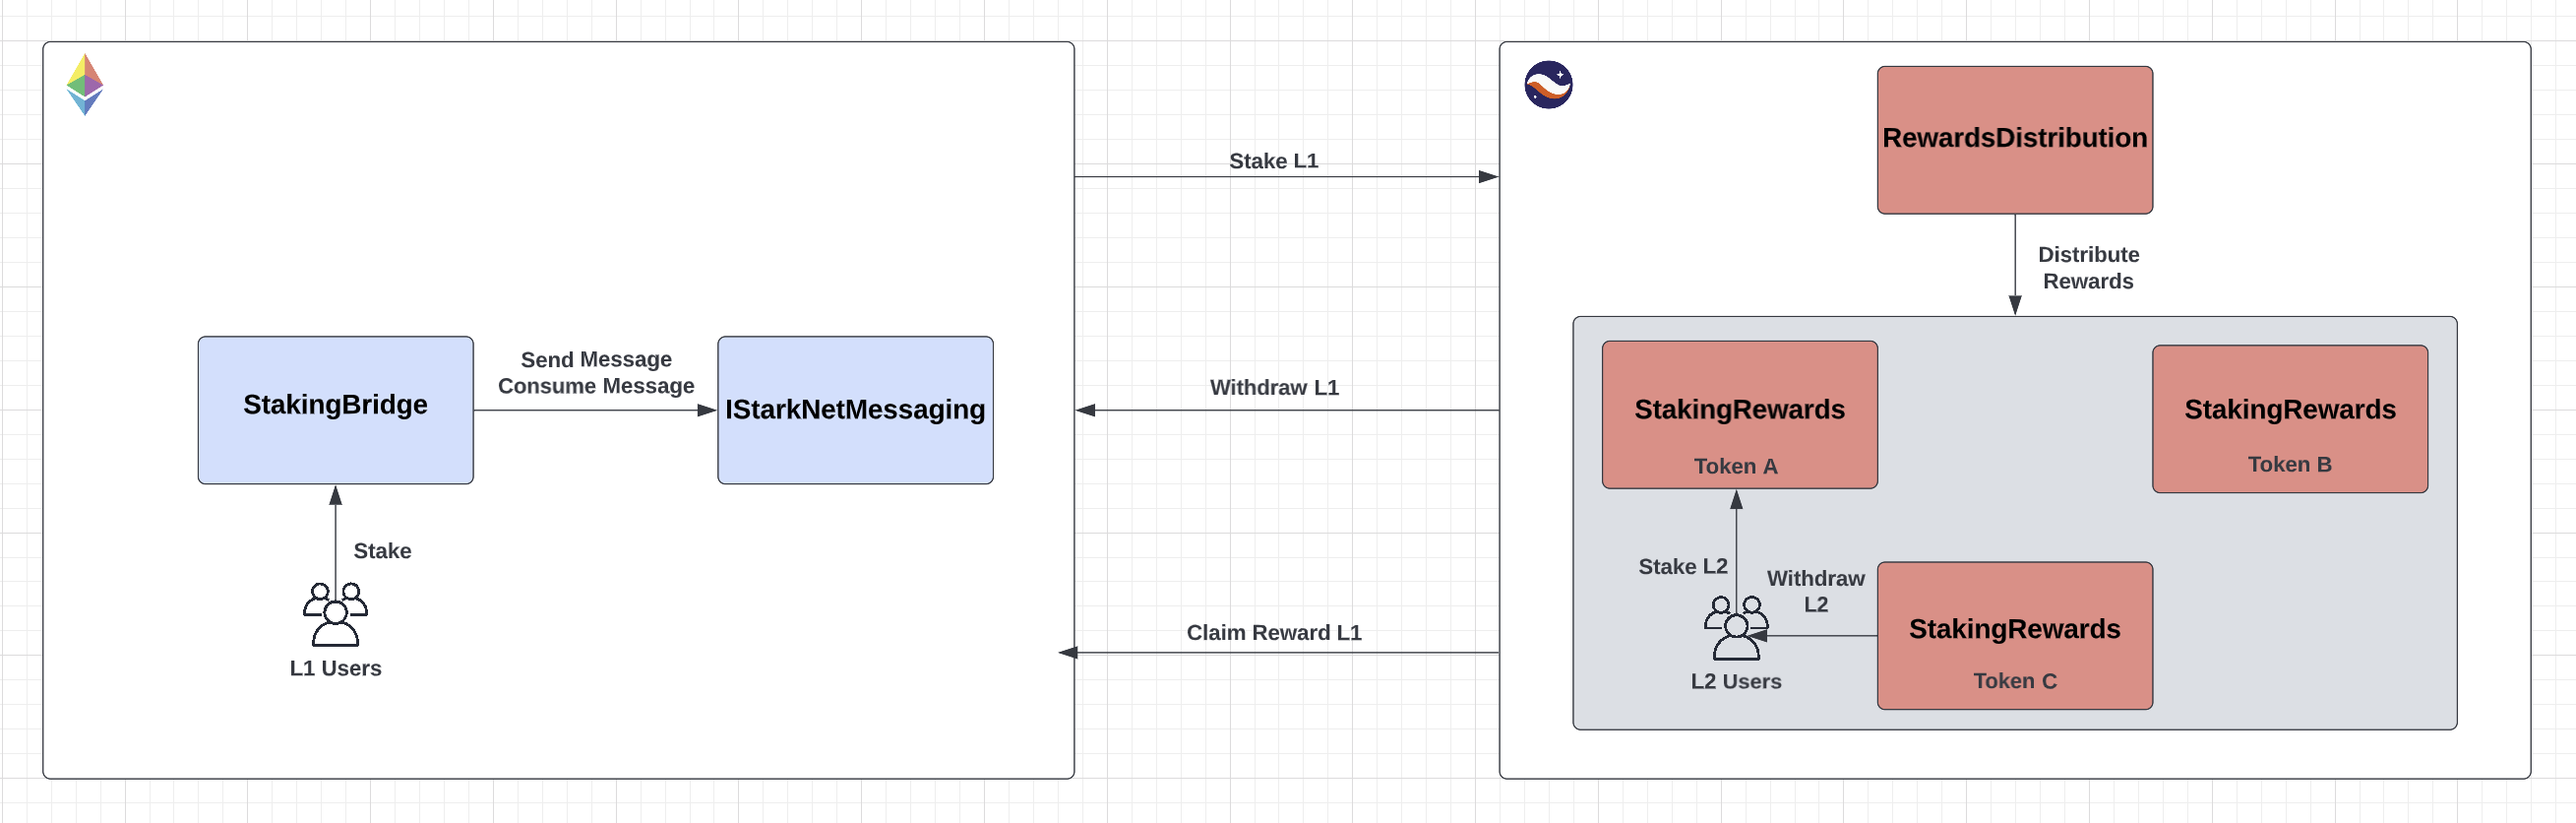 StakingBridge
Send Message
Consume Message
IStarkNetMessaging
Stake
L1 Users
Stake L1
Withdraw L1
Claim Reward L1
RewardsDistribution
Distribute
Rewards
StakingRewards
Token A
StakingRewards
Token B
Stake L2
Withdraw
L2
L2 Users
StakingRewards
Token C